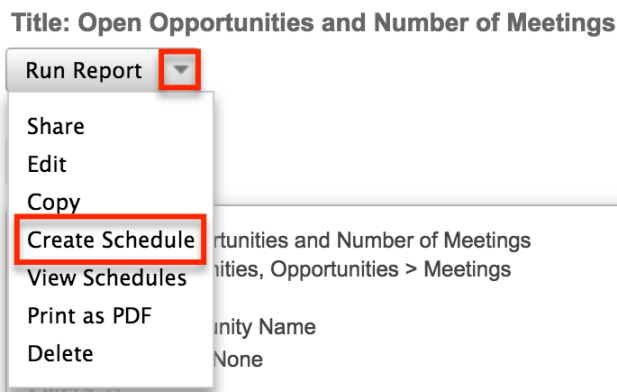 Title: Open Opportunities and Number of Meetings
Run Report
Share
Edit
Copy
Create Schedule
rtunities and Number of Meetings
View Schedules
nities, Opportunities > Meetings
Print as PDF
unity Name
Delete
None